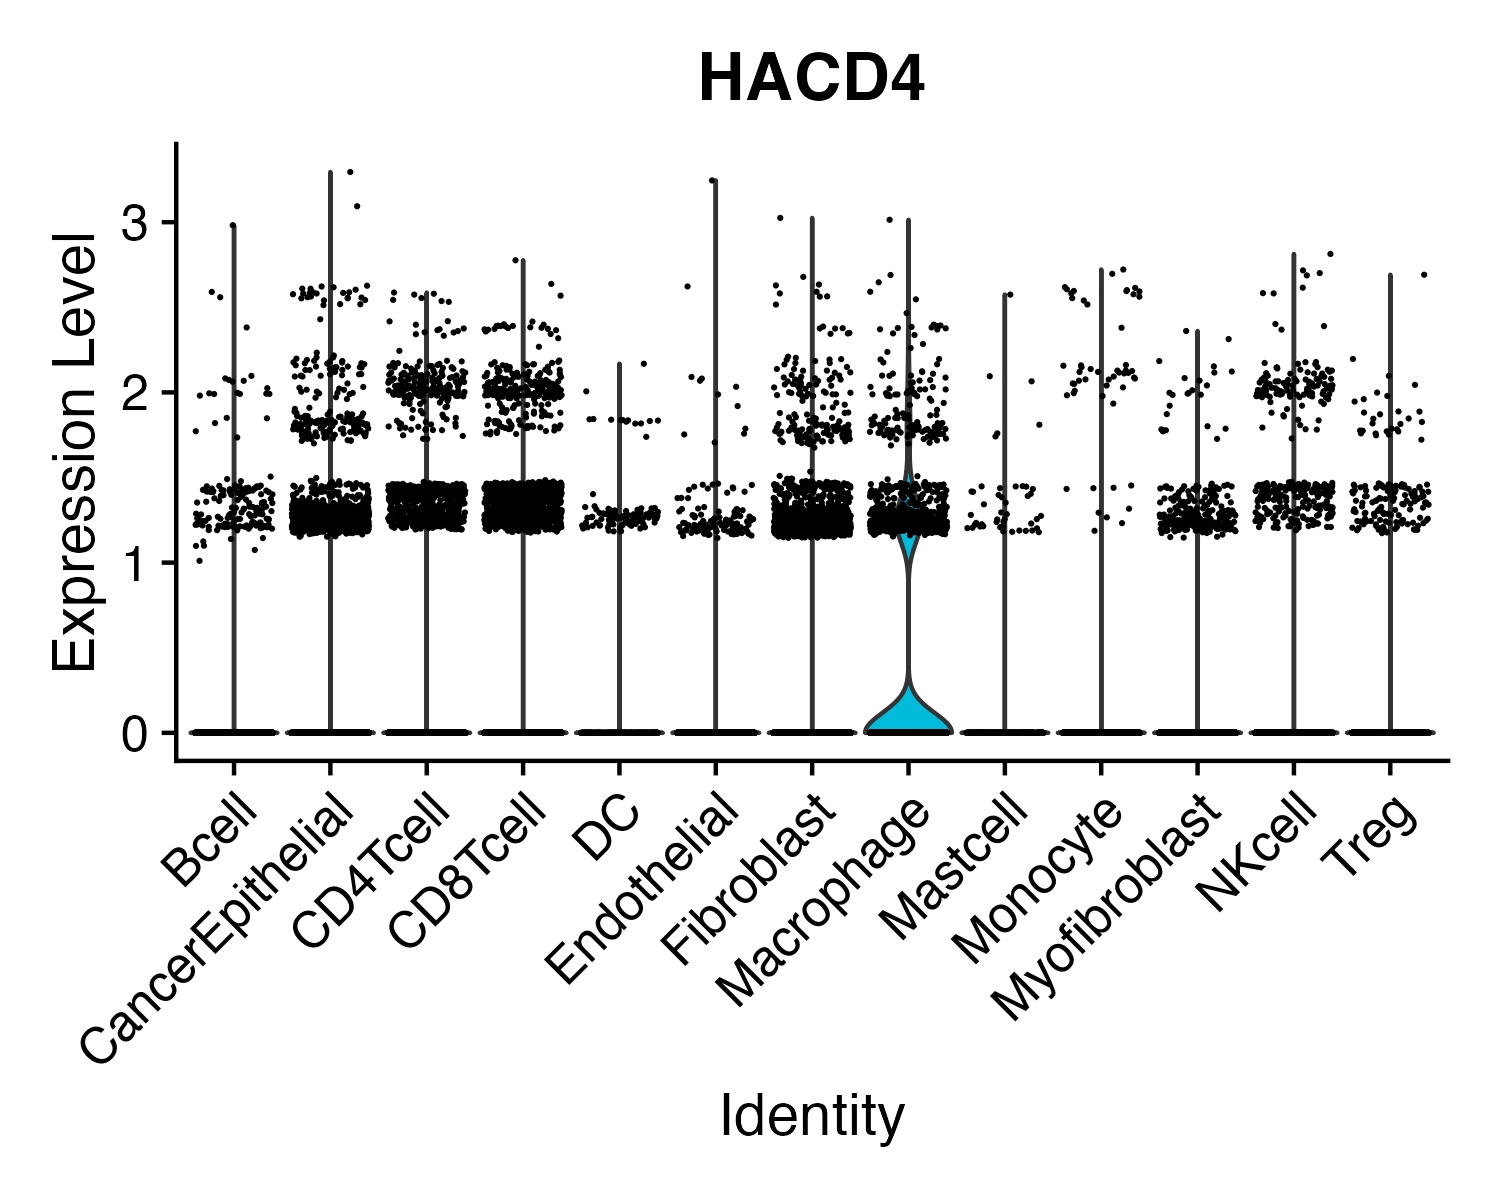 HACD4
Expression Level
3
2
1
0
Bcell
CancerEpithelial
CD4Tcell
CD8Tcell
DC
Endothelial
Fibroblast
Macrophage
Mastcell
Monocyte
Myofibroblast
NKcell
Treg
Identity